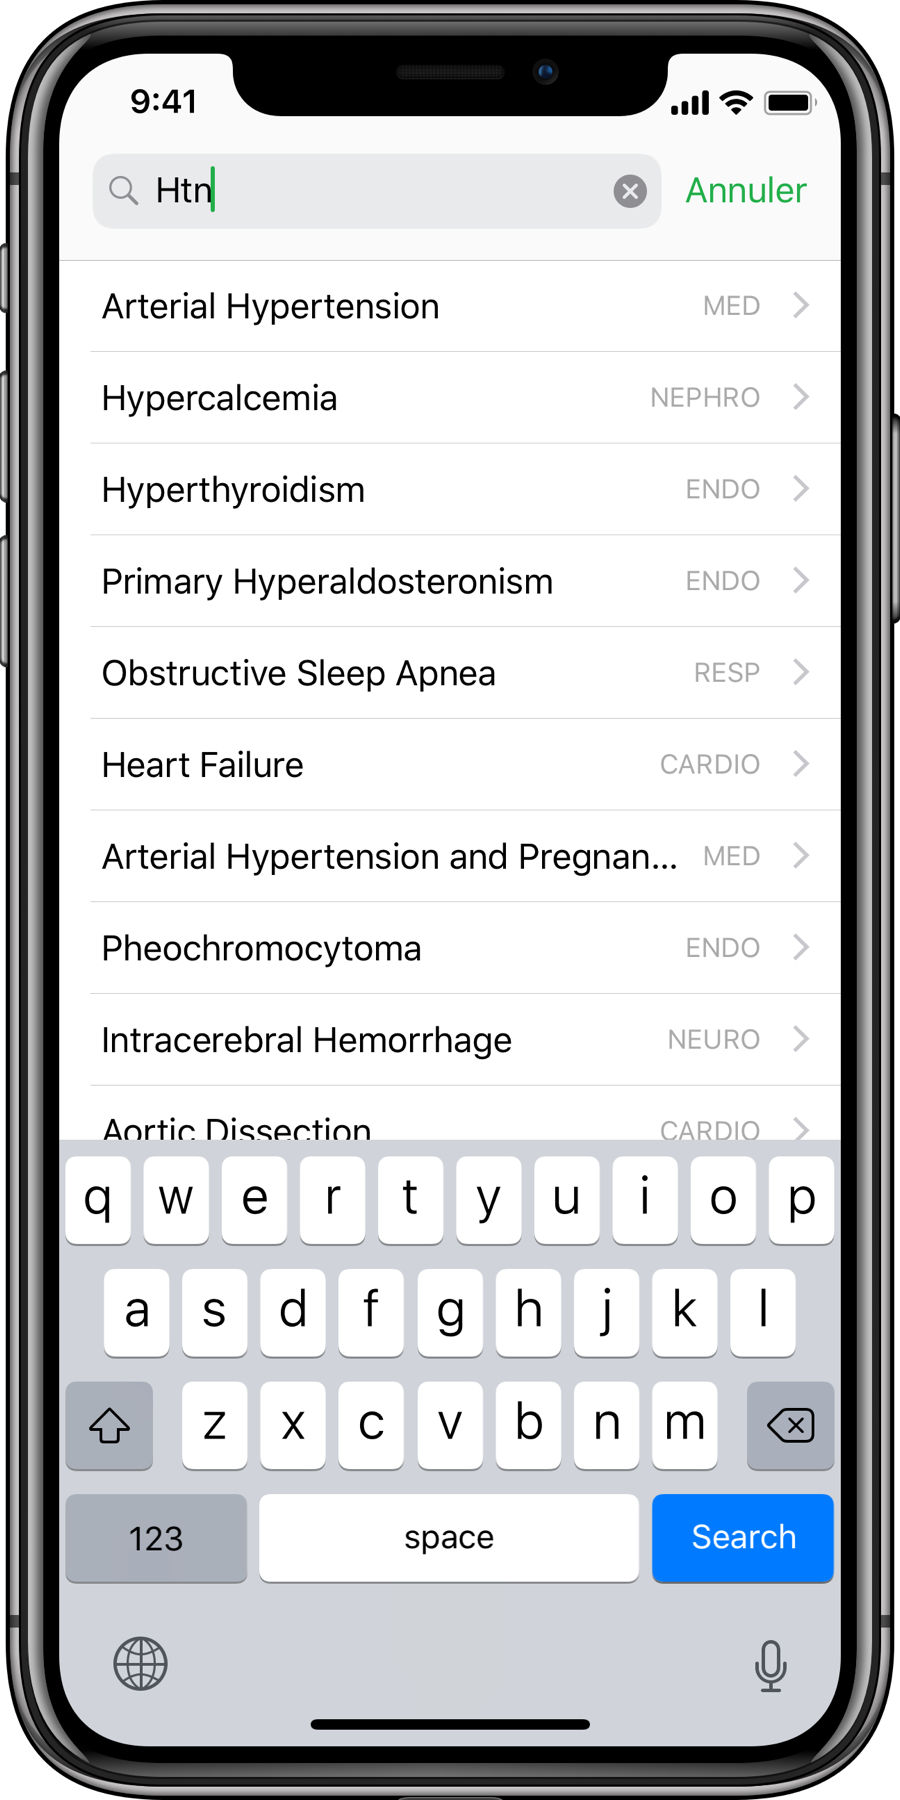 9:41
Htn Annuler
Arterial Hypertension MED
Hypercalcemia NEPHRO
Hyperthyroidism ENDO
Primary Hyperaldosteronism ENDO
Obstructive Sleep Apnea RESP
Heart Failure CARDIO
Arterial Hypertension and Pregnan... MED
Pheochromocytoma ENDO
Intracerebral Hemorrhage NEURO
Aortic Dissection CARDIO
q w e r t y u i o p
a s d f g h j k l
z x c v b n m
123 space Search